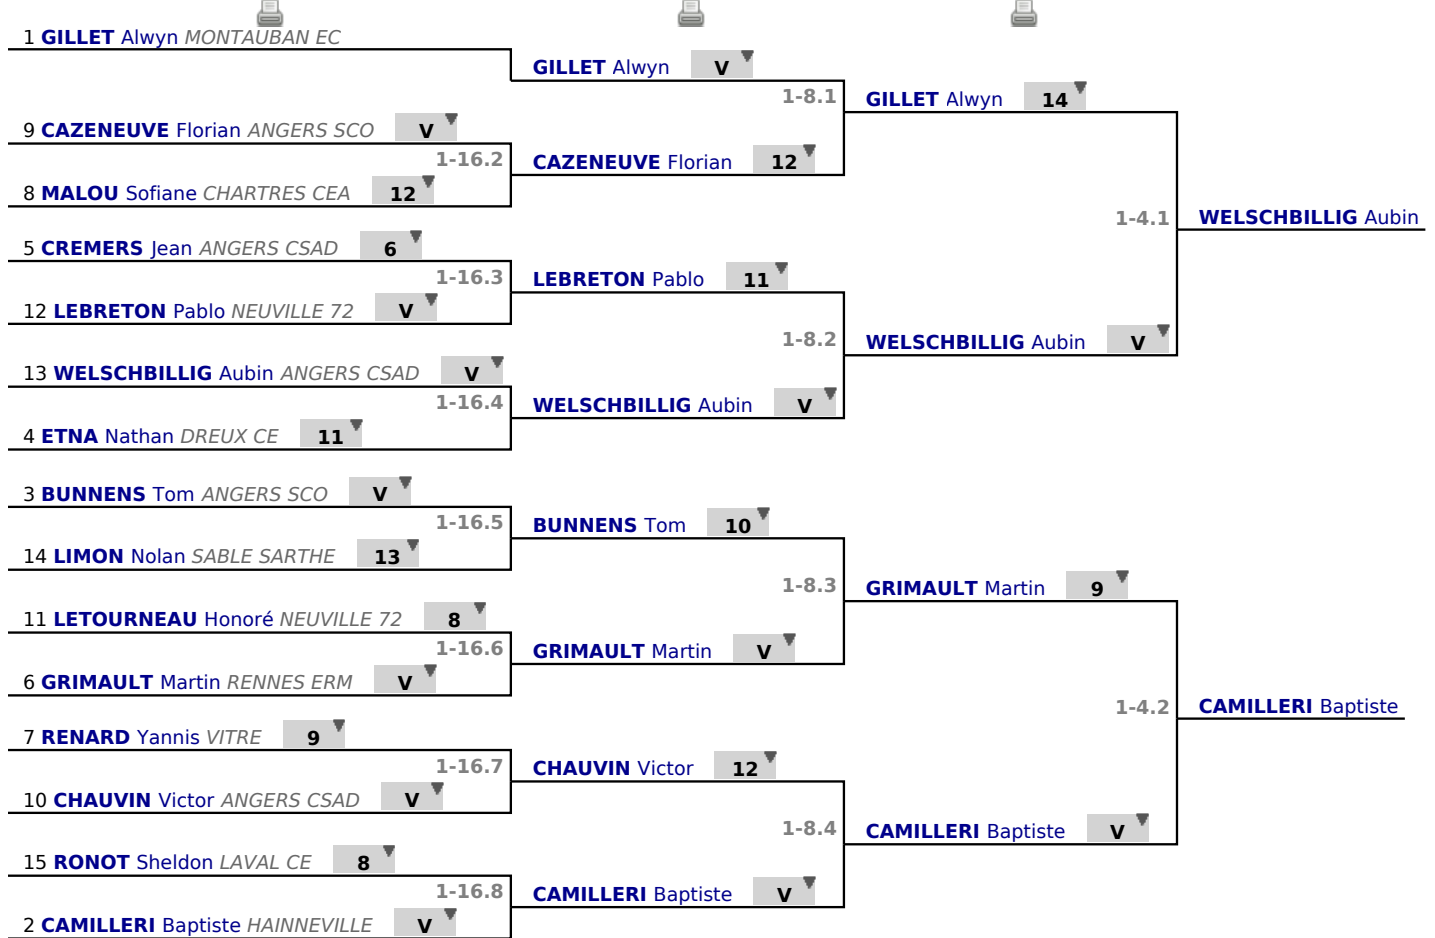 1 GILLET Alwyn MONTAUBAN EC
9 CAZENEUVE Florian ANGERS SCO V
1-16.2
8 MALOU Sofiane CHARTRES CEA 12
5 CREMERS Jean ANGERS CSAD 6
1-16.3
12 LEBRETON Pablo NEUVILLE 72 V
13 WELSCHBILLIG Aubin ANGERS CSAD V
1-16.4
4 ETNA Nathan DREUX CE 11
3 BUNNENS Tom ANGERS SCO V
1-16.5
14 LIMON Nolan SABLE SARTHE 13
11 LETOURNEAU Honoré NEUVILLE 72 8
1-16.6
6 GRIMAULT Martin RENNES ERM V
7 RENARD Yannis VITRE 9
1-16.7
10 CHAUVIN Victor ANGERS CSAD V
15 RONOT Sheldon LAVAL CE 8
1-16.8
2 CAMILLERI Baptiste HAINNEVILLE V
GILLET Alwyn V
1-8.1
CAZENEUVE Florian 12
LEBRETON Pablo 11
1-8.2
WELSCHBILLIG Aubin V
BUNNENS Tom 10
1-8.3
GRIMAULT Martin V
CHAUVIN Victor 12
1-8.4
CAMILLERI Baptiste V
GILLET Alwyn 14
1-4.1
WELSCHBILLIG Aubin V
GRIMAULT Martin 9
1-4.2
CAMILLERI Baptiste V
WELSCHBILLIG Aubin
CAMILLERI Baptiste